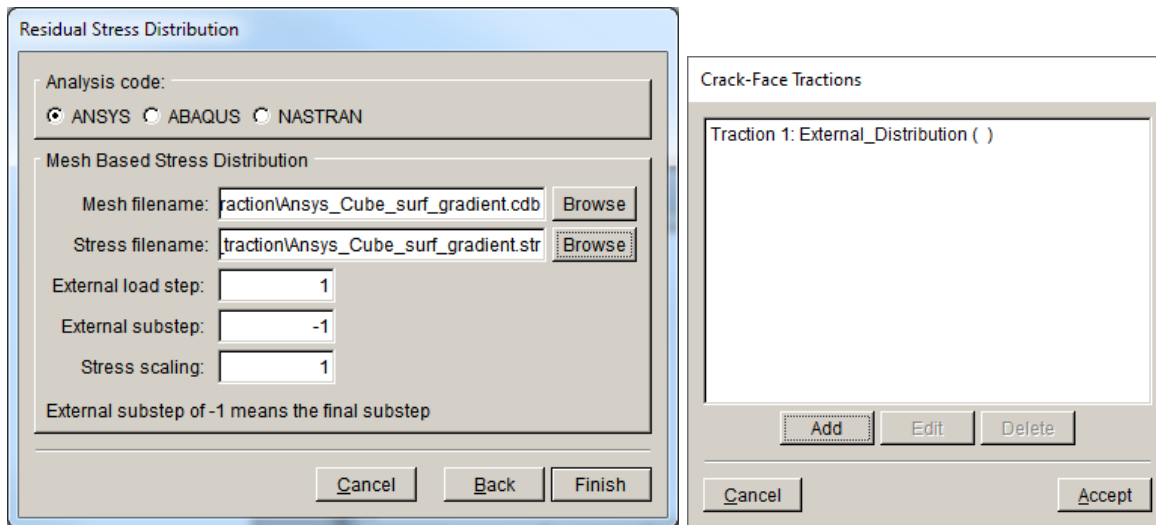 Residual Stress Distribution
Analysis code:
ANSYS ABAQUS NASTRAN
Mesh Based Stress Distribution
Mesh filename: raction\Ansys_Cube_surf_gradient.cdb Browse
Stress filename: _traction\Ansys_Cube_surf_gradient.str Browse
External load step: 1
External substep: -1
Stress scaling: 1
External substep of -1 means the final substep
Cancel Back Finish
Crack-Face Tractions
Traction 1: External_Distribution ( )
Add Edit Delete
Cancel Accept